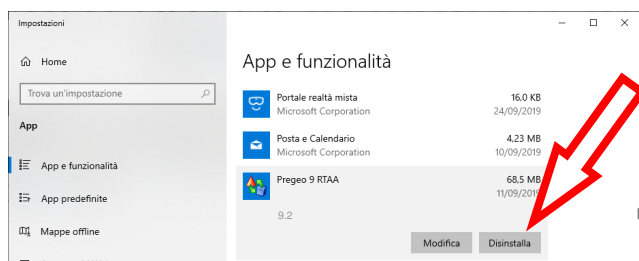 Impostazioni
Home
Trova un'impostazione
App
App e funzionalità
App predefinite
Mappe offline
App e funzionalità
Portale realtà mista
16,0 KB
Microsoft Corporation
24/09/2019
Posta e Calendario
4,23 MB
Microsoft Corporation
10/09/2019
Pregeo 9 RTAA
68,5 MB
11/09/2019
9.2
Modifica
Disinstalla